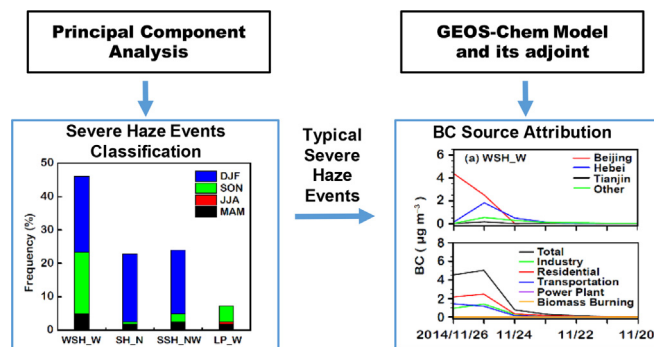 Principal Component
Analysis
GEOS-Chem Model
and its adjoint
Severe Haze Events
Classification
50
40
30
20
10
0
Frequency (%)
DJF
SON
JJA
MAM
WSH_W
SH_N
SSH_NW
LP_W
Typical
Severe
Haze
Events
BC Source Attribution
(a) WSH_W
6
4
2
0
Beijing
Hebei
Tianjin
Other
BC ( μg m⁻³ )
6
4
2
0
Total
Industry
Residential
Transportation
Power Plant
Biomass Burning
2014/11/26
11/24
11/22
11/20